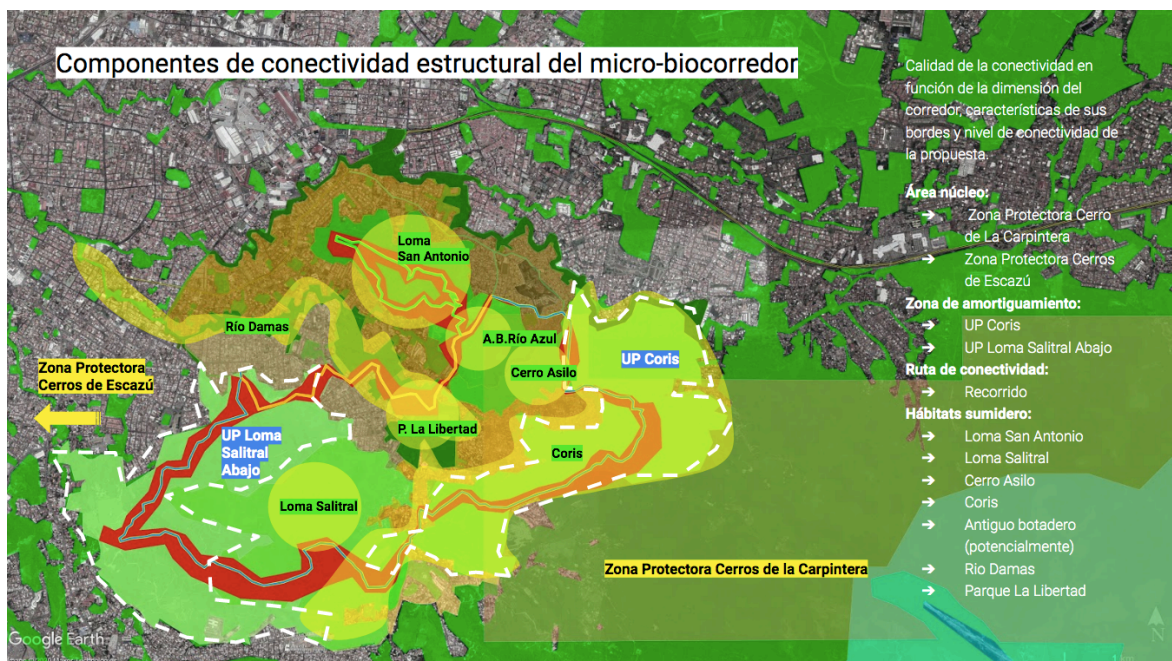 Componentes de conectividad estructural del micro-biocorredor
Calidad de la conectividad en
función de la dimensión del
corredor, características de sus
bordes y nivel de conectividad de
la propuesta.
Área núcleo:
➔ Zona Protectora Cerro
de La Carpintera
➔ Zona Protectora Cerros
de Escazú
Zona de amortiguamiento:
➔ UP Coris
➔ UP Loma Salitral Abajo
Ruta de conectividad:
➔ Recorrido
Hábitats sumidero:
➔ Loma San Antonio
➔ Loma Salitral
➔ Cerro Asilo
➔ Coris
➔ Antiguo botadero
(potencialmente)
➔ Rio Damas
➔ Parque La Libertad
Loma
San Antonio
Río Damas
A.B.Río Azul
UP Coris
Zona Protectora
Cerros de Escazú
Cerro Asilo
P. La Libertad
UP Loma
Salitral
Abajo
Coris
Loma Salitral
Zona Protectora Cerros de la Carpintera
Google Earth
N
1 km